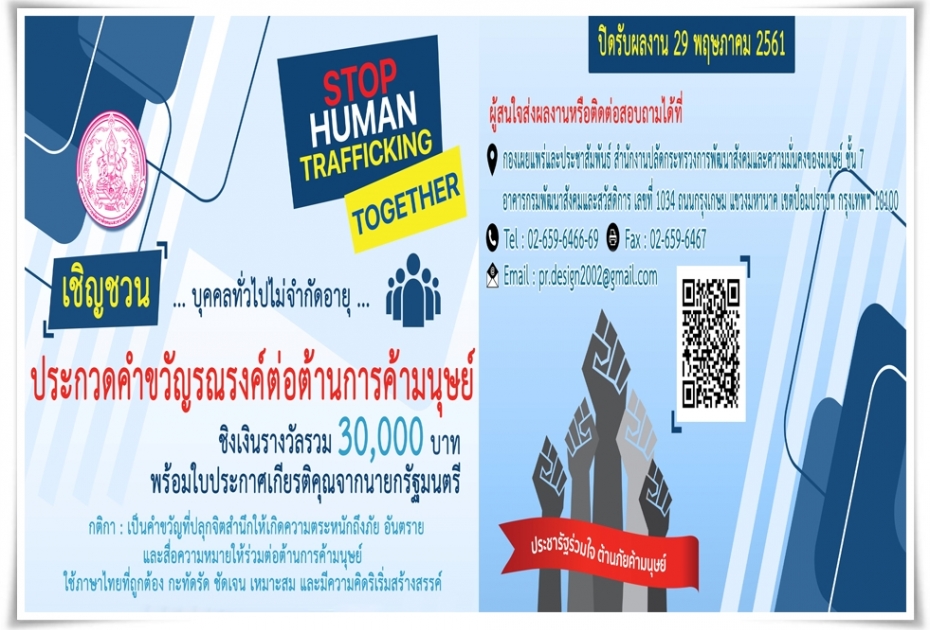 STOP
HUMAN
TRAFFICKING
TOGETHER
เชิญชวน
... บุคคลทั่วไปไม่จำกัดอายุ ...
ประกวดคำขวัญรณรงค์ต่อต้านการค้ามนุษย์
ชิงเงินรางวัลรวม 30,000 บาท
พร้อมใบประกาศเกียรติคุณจากนายกรัฐมนตรี
กติกา : เป็นคำขวัญที่ปลุกจิตสำนึกให้เกิดความตระหนักถึงภัย อันตราย
และสื่อความหมายให้ร่วมต่อต้านการค้ามนุษย์
ใช้ภาษาไทยที่ถูกต้อง กะทัดรัด ชัดเจน เหมาะสม และมีความคิดริเริ่มสร้างสรรค์
ปิดรับผลงาน 29 พฤษภาคม 2561
ผู้สนใจส่งผลงานหรือติดต่อสอบถามได้ที่
กองเผยแพร่และประชาสัมพันธ์ สำนักงานปลัดกระทรวงการพัฒนาสังคมและความมั่นคงของมนุษย์ ชั้น 7
อาคารกรมพัฒนาสังคมและสวัสดิการ เลขที่ 1034 ถนนกรุงเกษม แขวงมหานาค เขตป้อมปราบฯ กรุงเทพฯ 10100
Tel : 02-659-6466-69 Fax : 02-659-6467
Email : pr.design2002@gmail.com
ประชารัฐร่วมใจ ต้านภัยค้ามนุษย์